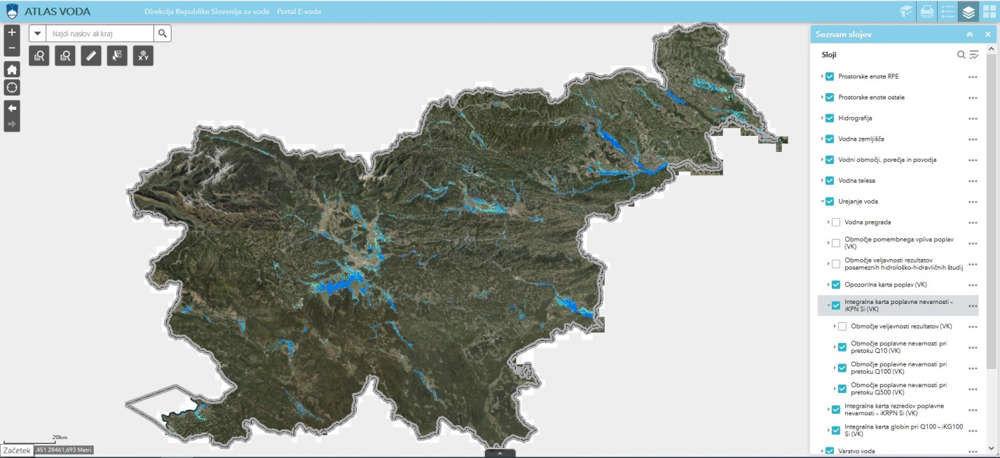 ATLAS VODA
Direkcija Republike Slovenije za vode Portal E-vode
Najdi naslov ali kraj
Seznam slojev
Sloji
Prostorske enote RPE
Prostorske enote ostale
Hidrografija
Vodna zemljišča
Vodni območji, porečja in povodja
Vodna telesa
Urejanje voda
Vodna pregrada
Območje pomembnega vpliva poplav
(VK)
Območje veljavnosti rezultatov
posameznih hidrološko-hidravličnih študij
Opozorilna karta poplav (VK)
Integralna karta poplavne nevarnosti –
iKPN Si (VK)
Območje veljavnosti rezultatov (VK)
Območje poplavne nevarnosti pri
pretoku Q10 (VK)
Območje poplavne nevarnosti pri
pretoku Q100 (VK)
Območje poplavne nevarnosti pri
pretoku Q500 (VK)
Integralna karta razredov poplavne
nevarnosti – iKRPN Si (VK)
Integralna karta globin pri Q100 – iKG100
Si (VK)
Varstvo voda
20km
Začetek
,451.28461,693 Metri